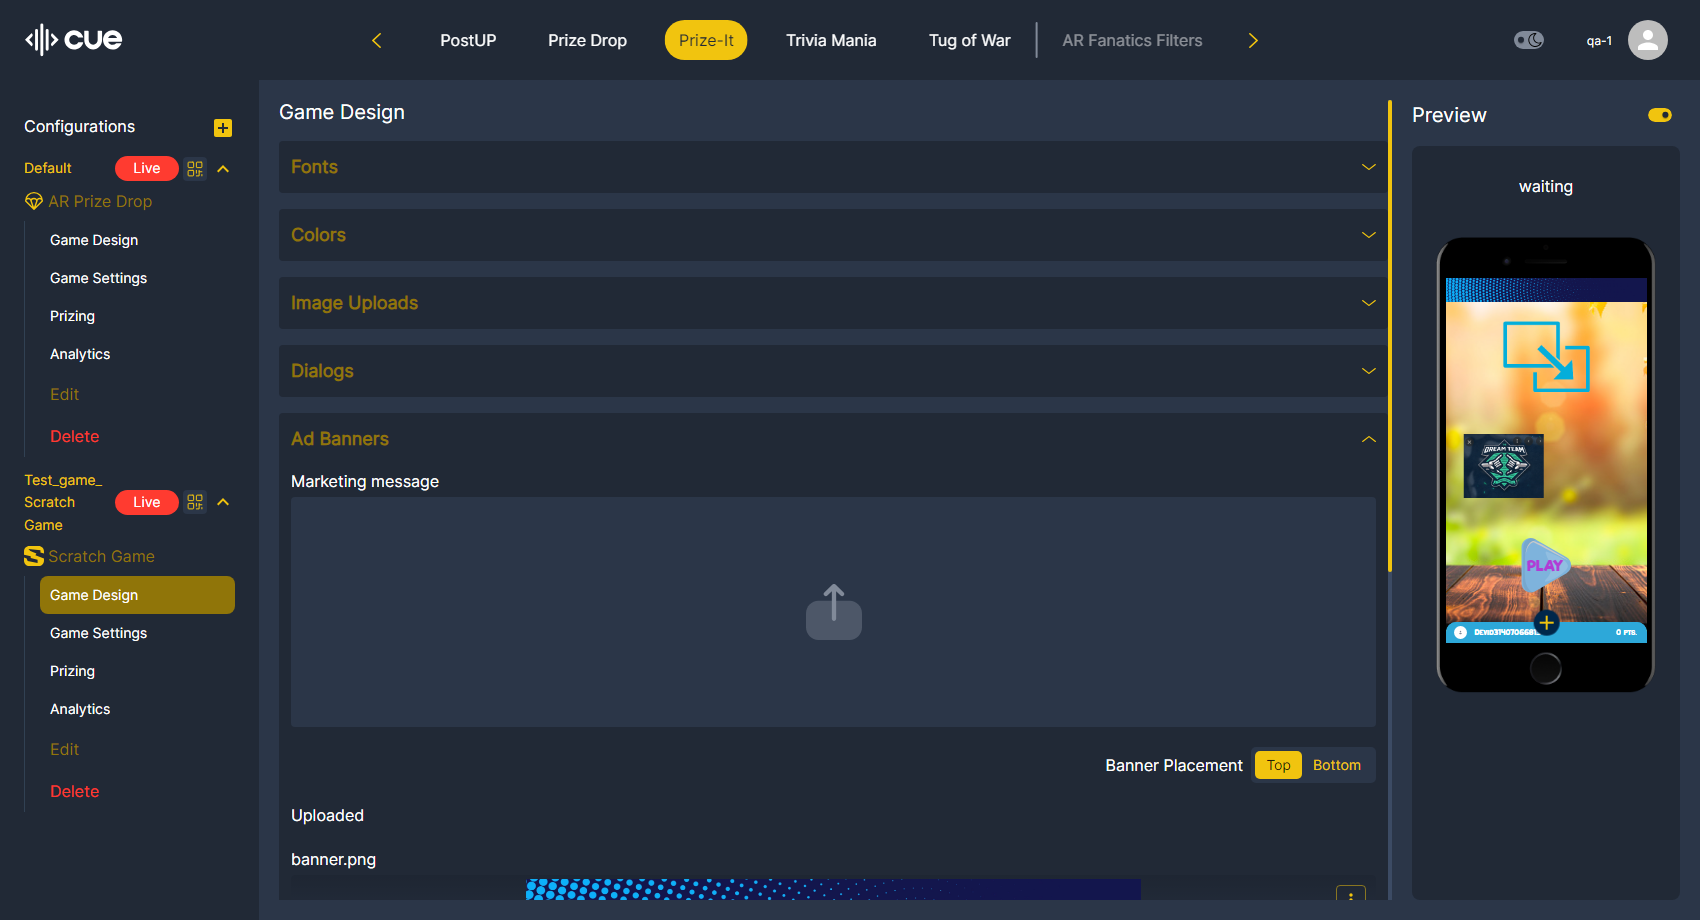 cue
PostUP
Prize Drop
Prize-It
Trivia Mania
Tug of War
AR Fanatics Filters
qa-1
Configurations
Default
Live
AR Prize Drop
Game Design
Game Settings
Prizing
Analytics
Edit
Delete
Test_game_
Scratch
Game
Live
Scratch Game
Game Design
Game Settings
Prizing
Analytics
Edit
Delete
Game Design
Fonts
Colors
Image Uploads
Dialogs
Ad Banners
Marketing message
Banner Placement
Top
Bottom
Uploaded
banner.png
Preview
waiting
DREAM TEAM
PLAY
0 PTS.